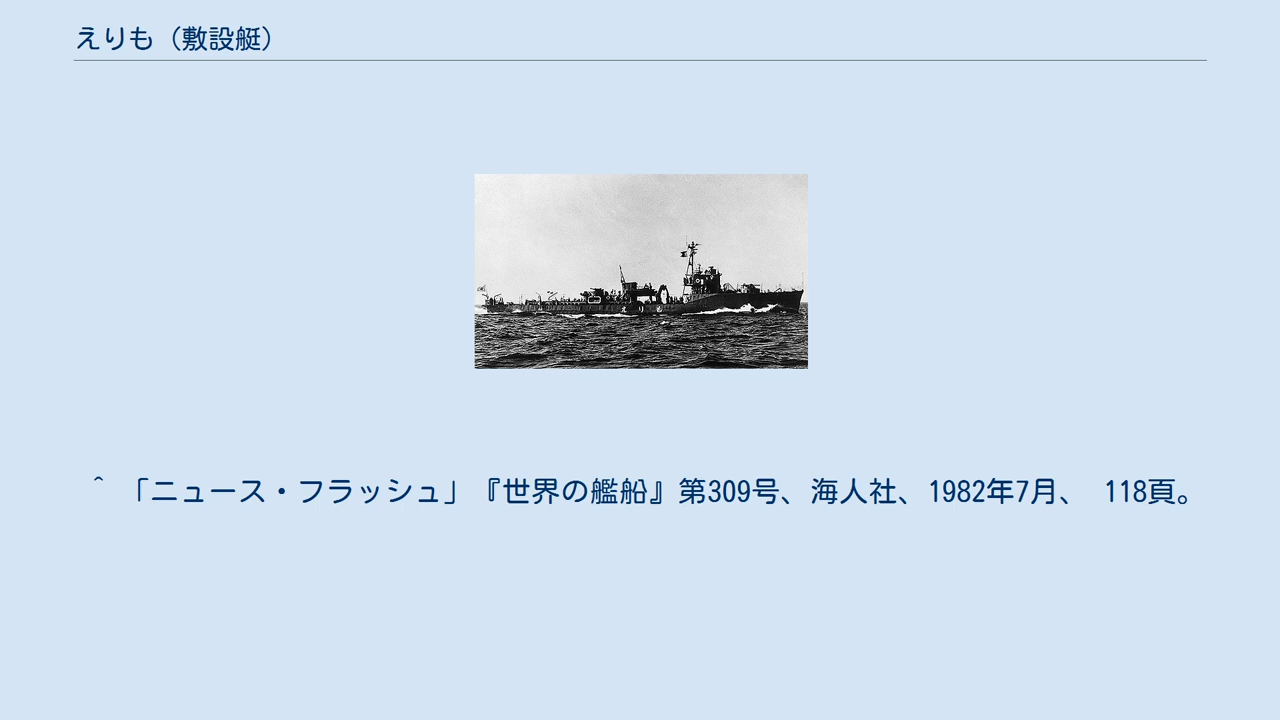 えりも（敷設艇）
^ 「ニュース・フラッシュ」『世界の艦船』第309号、海人社、1982年7月、 118頁。